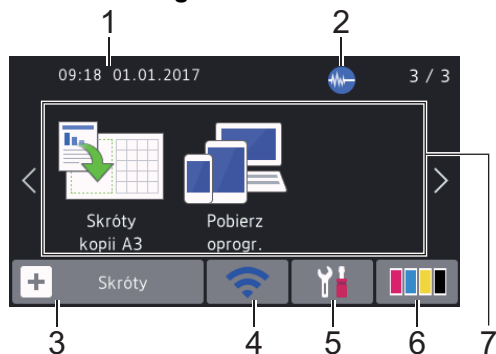 1 2
09:18 01.01.2017 3 / 3
Skróty Pobierz
kopii A3 oprogr.
Skróty
3 4 5 6 7